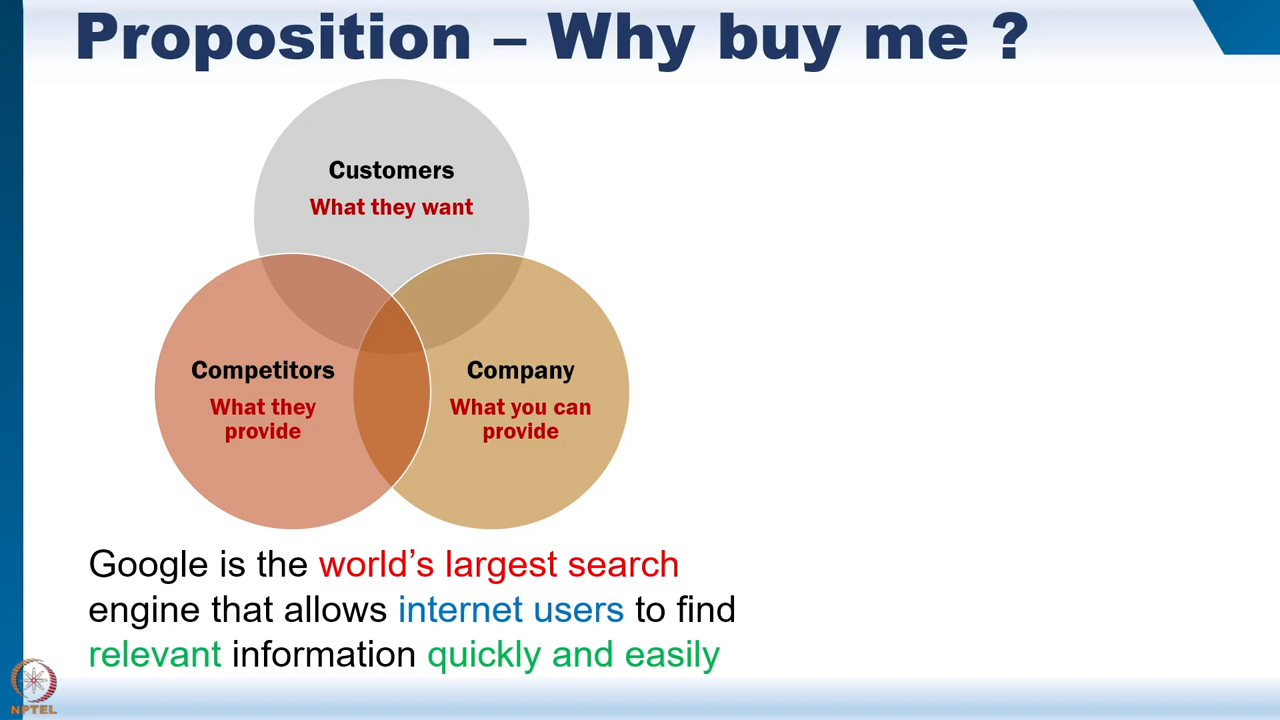 Proposition – Why buy me ?
Customers
What they want
Competitors
What they
provide
Company
What you can
provide
Google is the world’s largest search
engine that allows internet users to find
relevant information quickly and easily
NPTEL